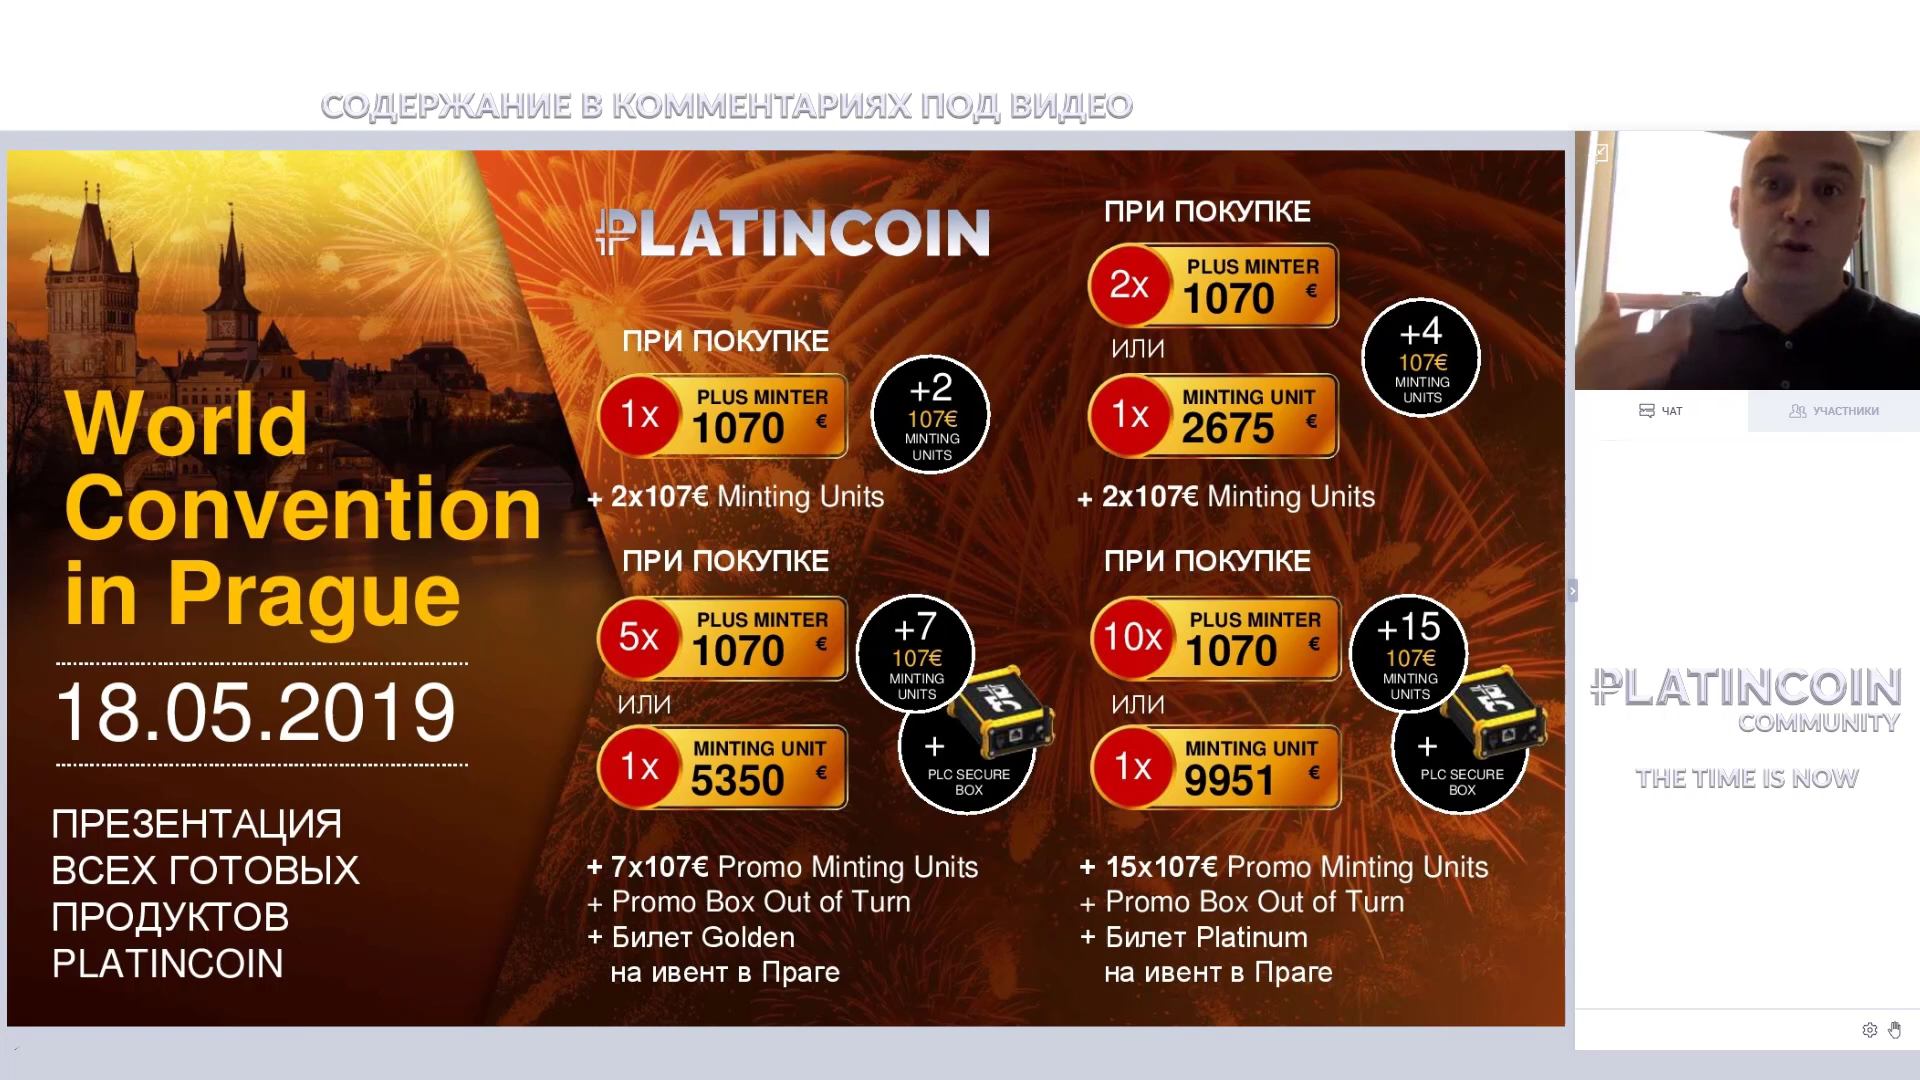 СОДЕРЖАНИЕ В КОММЕНТАРИЯХ ПОД ВИДЕО
World
Convention
in Prague
18.05.2019
ПРЕЗЕНТАЦИЯ
ВСЕХ ГОТОВЫХ
ПРОДУКТОВ
PLATINCOIN
PLATINCOIN
ПРИ ПОКУПКЕ
1x
PLUS MINTER
1070 €
+2
107€
MINTING
UNITS
+ 2x107€ Minting Units
ПРИ ПОКУПКЕ
2x
PLUS MINTER
1070 €
ИЛИ
1x
MINTING UNIT
2675 €
+4
107€
MINTING
UNITS
+ 2x107€ Minting Units
ПРИ ПОКУПКЕ
5x
PLUS MINTER
1070 €
ИЛИ
1x
MINTING UNIT
5350 €
+7
107€
MINTING
UNITS
PLC
+
PLC SECURE
BOX
+ 7x107€ Promo Minting Units
+ Promo Box Out of Turn
+ Билет Golden
на ивент в Праге
ПРИ ПОКУПКЕ
10x
PLUS MINTER
1070 €
ИЛИ
1x
MINTING UNIT
9951 €
+15
107€
MINTING
UNITS
PLC
+
PLC SECURE
BOX
+ 15x107€ Promo Minting Units
+ Promo Box Out of Turn
+ Билет Platinum
на ивент в Праге
ЧАТ
УЧАСТНИКИ
PLATINCOIN
COMMUNITY
THE TIME IS NOW